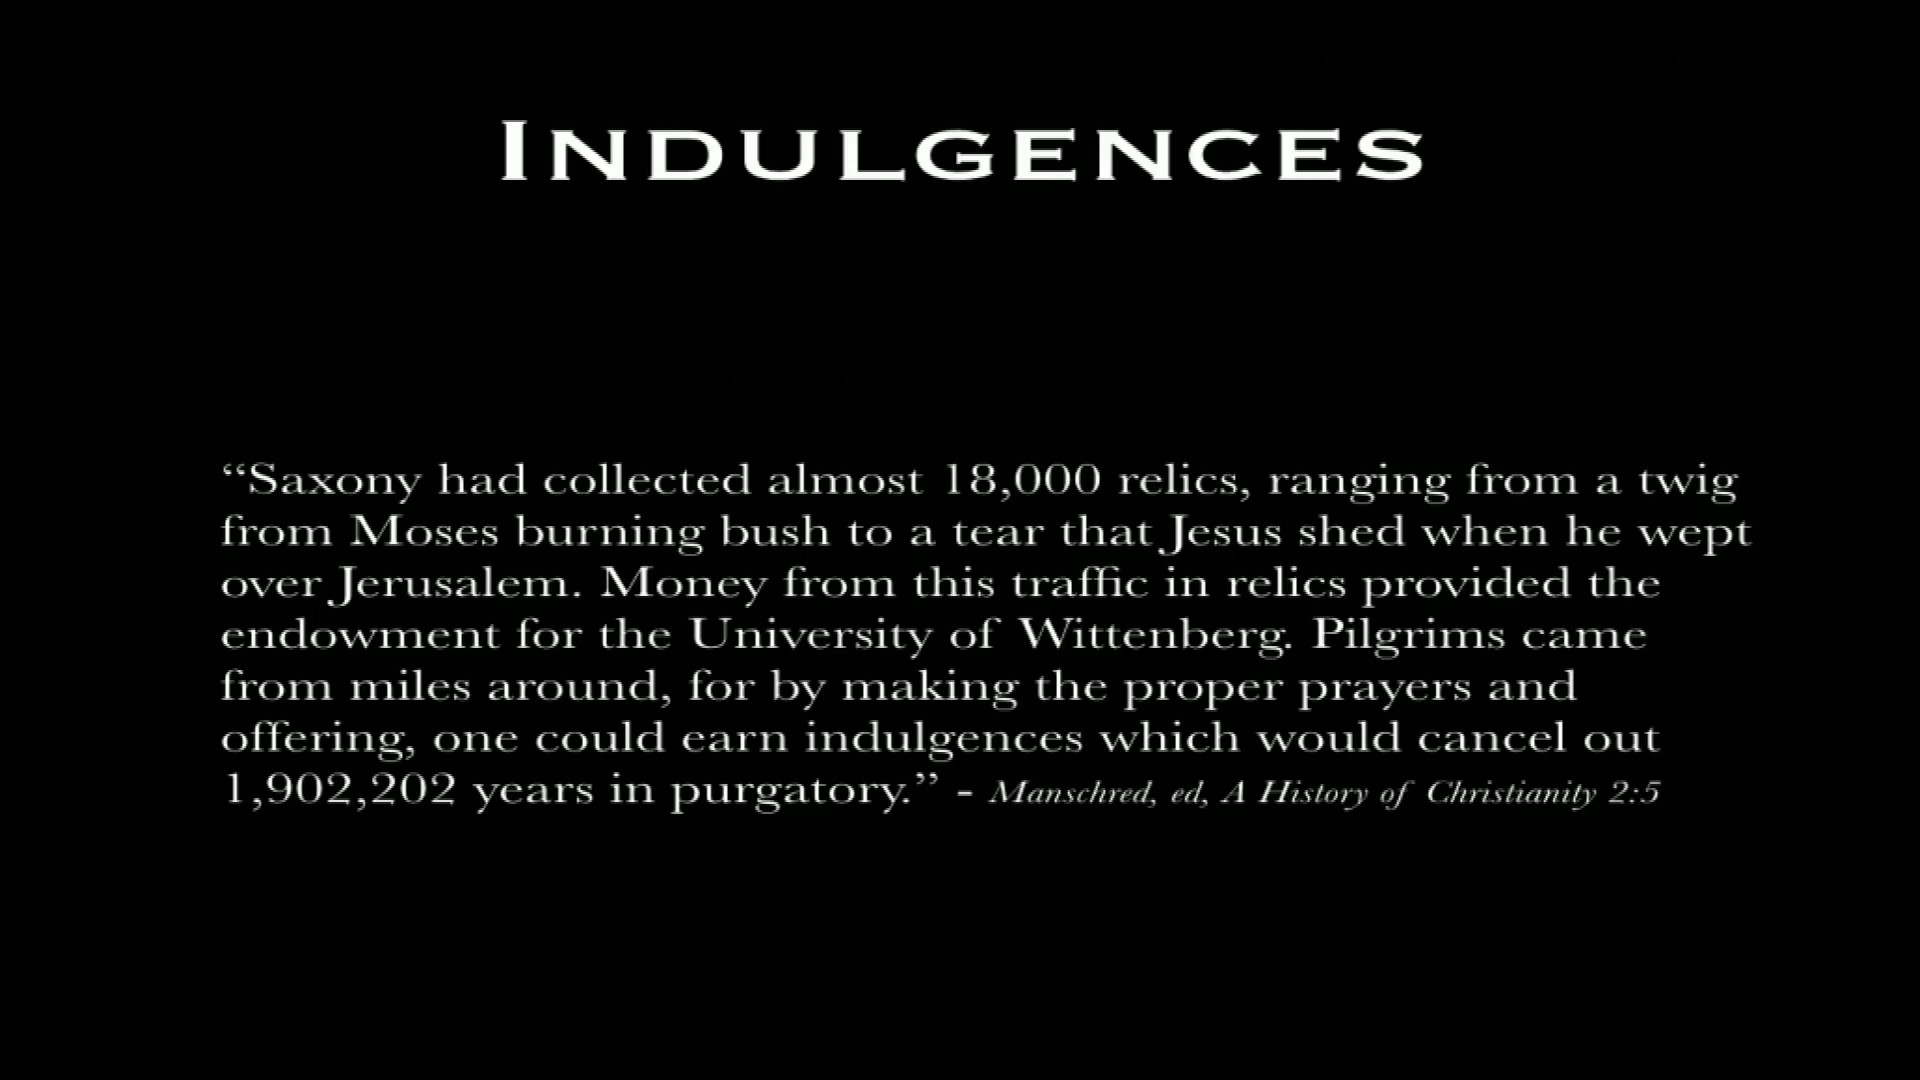 INDULGENCES
“Saxony had collected almost 18,000 relics, ranging from a twig
from Moses burning bush to a tear that Jesus shed when he wept
over Jerusalem. Money from this traffic in relics provided the
endowment for the University of Wittenberg. Pilgrims came
from miles around, for by making the proper prayers and
offering, one could earn indulgences which would cancel out
1,902,202 years in purgatory.” - Manschred, ed, A History of Christianity 2:5